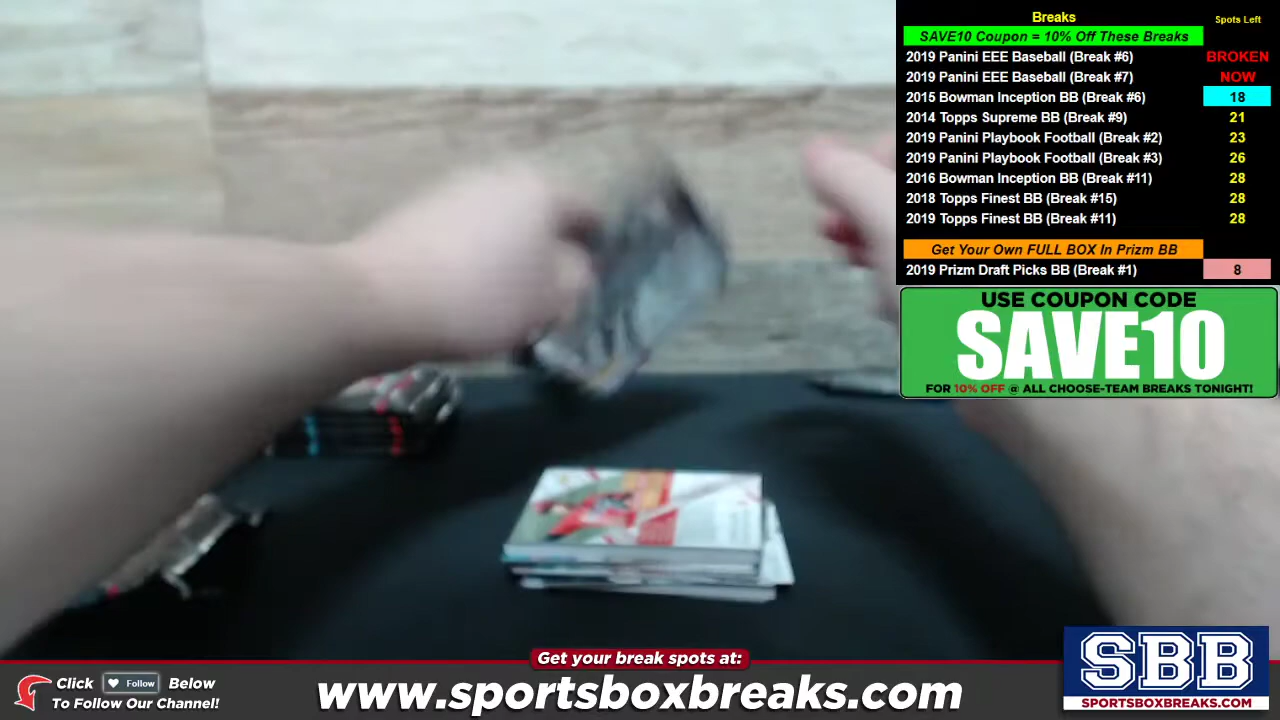 Breaks Spots Left
SAVE10 Coupon = 10% Off These Breaks
2019 Panini EEE Baseball (Break #6) BROKEN
2019 Panini EEE Baseball (Break #7) NOW
2015 Bowman Inception BB (Break #6) 18
2014 Topps Supreme BB (Break #9) 21
2019 Panini Playbook Football (Break #2) 23
2019 Panini Playbook Football (Break #3) 26
2016 Bowman Inception BB (Break #11) 28
2018 Topps Finest BB (Break #15) 28
2019 Topps Finest BB (Break #11) 28
Get Your Own FULL BOX In Prizm BB
2019 Prizm Draft Picks BB (Break #1) 8
USE COUPON CODE
SAVE10
FOR 10% OFF @ ALL CHOOSE-TEAM BREAKS TONIGHT!
Get your break spots at:
Click Follow Below
To Follow Our Channel!
www.sportsboxbreaks.com
SBB
SPORTSBOXBREAKS.COM